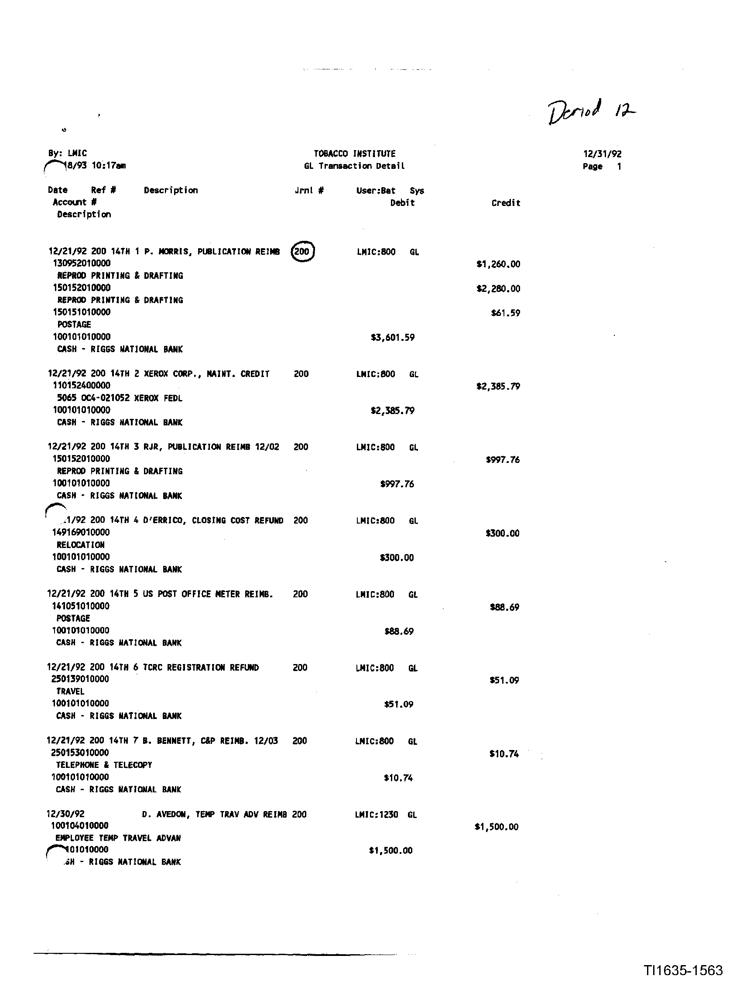 Period 12
By: LMIC TOBACCO INSTITUTE 12/31/92
18/93 10:17am GL Transaction Detail Page 1
Date Ref # Description Jrnl # User:Bat Sys
Account # Debit Credit
Description
12/21/92 200 14TH 1 P. MORRIS, PUBLICATION REIMB 200 LMIC:800 GL
130952010000 $1,260.00
REPROD PRINTING & DRAFTING
150152010000 $2,280.00
REPROD PRINTING & DRAFTING
150151010000 $61.59
POSTAGE
100101010000 $3,601.59
CASH - RIGGS NATIONAL BANK
12/21/92 200 14TH 2 XEROX CORP., MAINT. CREDIT 200 LMIC:800 GL
110152400000 $2,385.79
5065 OC4-021052 XEROX FEDL
100101010000 $2,385.79
CASH - RIGGS NATIONAL BANK
12/21/92 200 14TH 3 RJR, PUBLICATION REIMB 12/02 200 LMIC:800 GL
150152010000 $997.76
REPROD PRINTING & DRAFTING
100101010000 $997.76
CASH - RIGGS NATIONAL BANK
1/92 200 14TH 4 D'ERRICO, CLOSING COST REFUND 200 LMIC:800 GL
149169010000 $300.00
RELOCATION
100101010000 $300.00
CASH - RIGGS NATIONAL BANK
12/21/92 200 14TH 5 US POST OFFICE METER REIMB. 200 LMIC:800 GL
141051010000 $88.69
POSTAGE
100101010000 $88.69
CASH - RIGGS NATIONAL BANK
12/21/92 200 14TH 6 TCRC REGISTRATION REFUND 200 LMIC:800 GL
250139010000 $51.09
TRAVEL
100101010000 $51.09
CASH - RIGGS NATIONAL BANK
12/21/92 200 14TH 7 B. BENNETT, C&P REIMB. 12/03 200 LMIC:800 GL
250153010000 $10.74
TELEPHONE & TELECOPY
100101010000 $10.74
CASH - RIGGS NATIONAL BANK
12/30/92 D. AVEDON, TEMP TRAV ADV REIMB 200 LMIC:1230 GL
100104010000 $1,500.00
EMPLOYEE TEMP TRAVEL ADVAN
101010000 $1,500.00
SH - RIGGS NATIONAL BANK
TI1635-1563